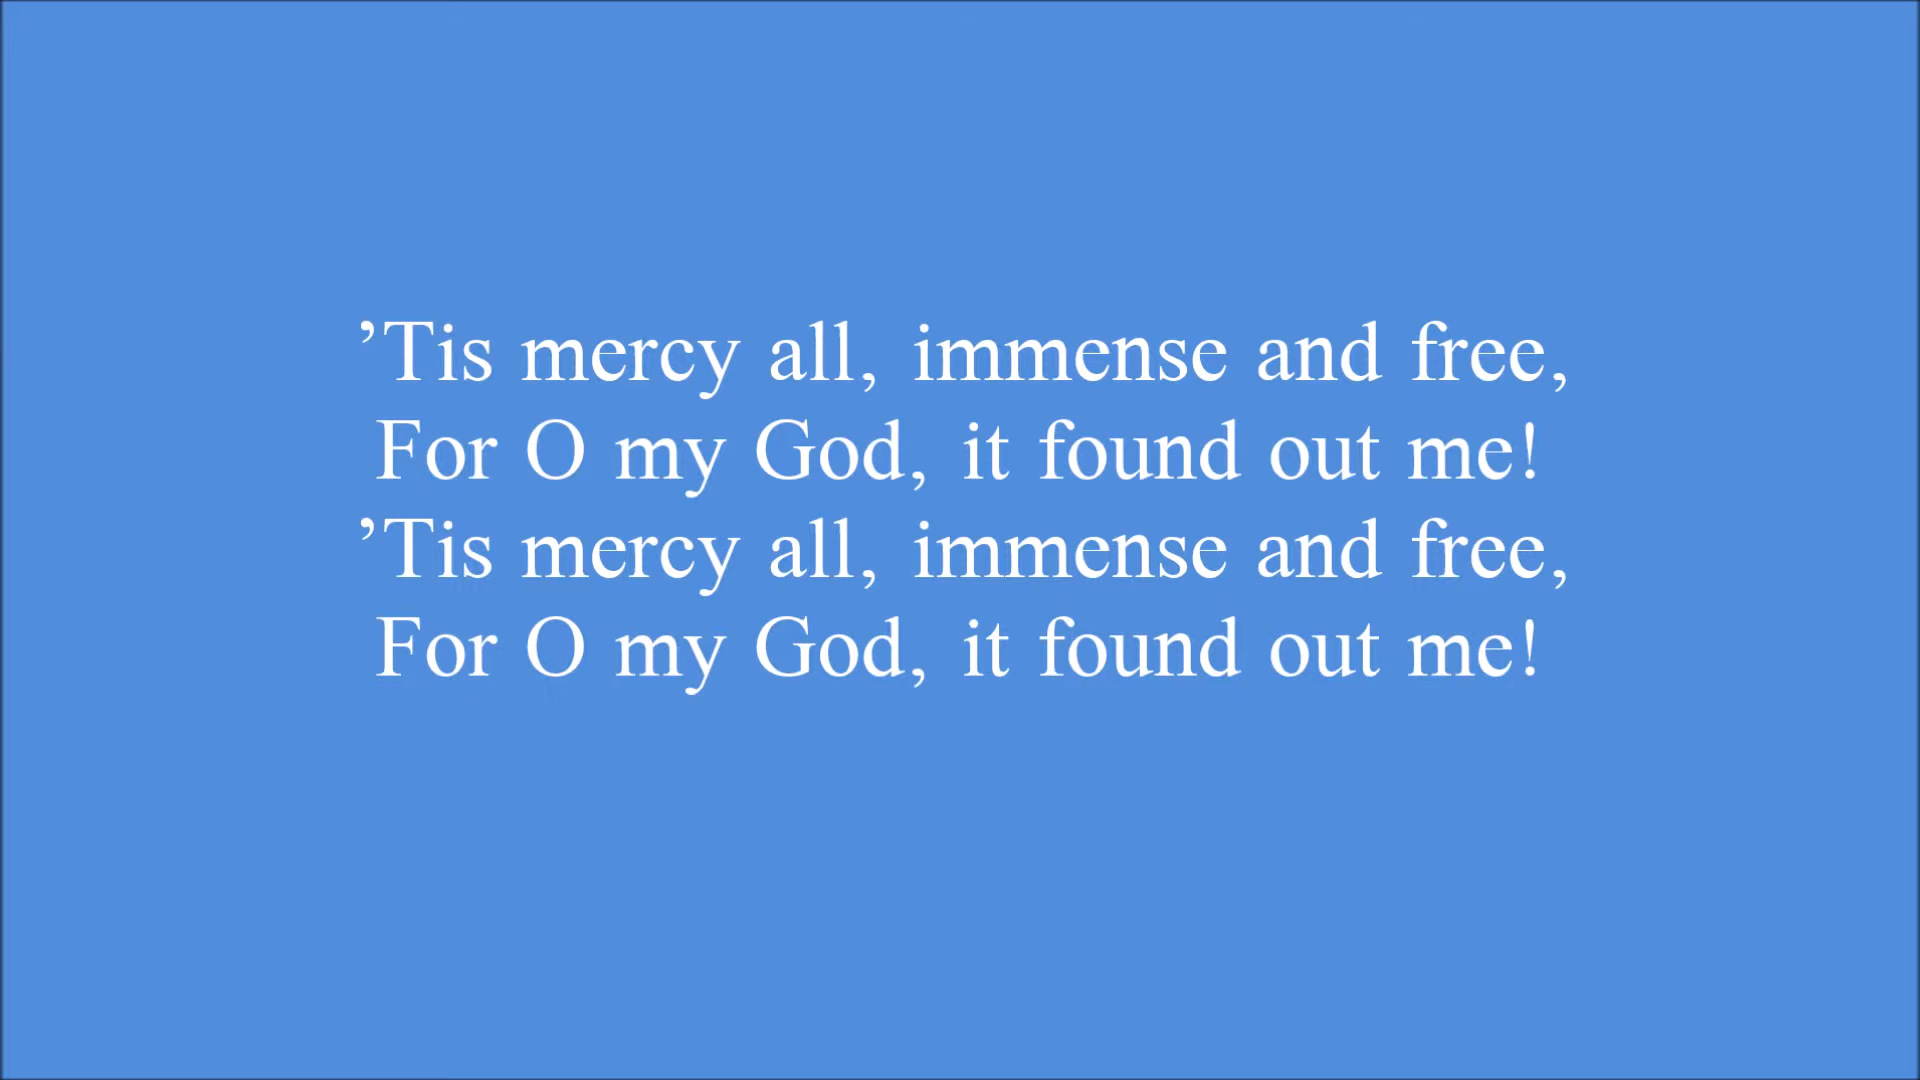 ’Tis mercy all, immense and free,
For O my God, it found out me!
’Tis mercy all, immense and free,
For O my God, it found out me!